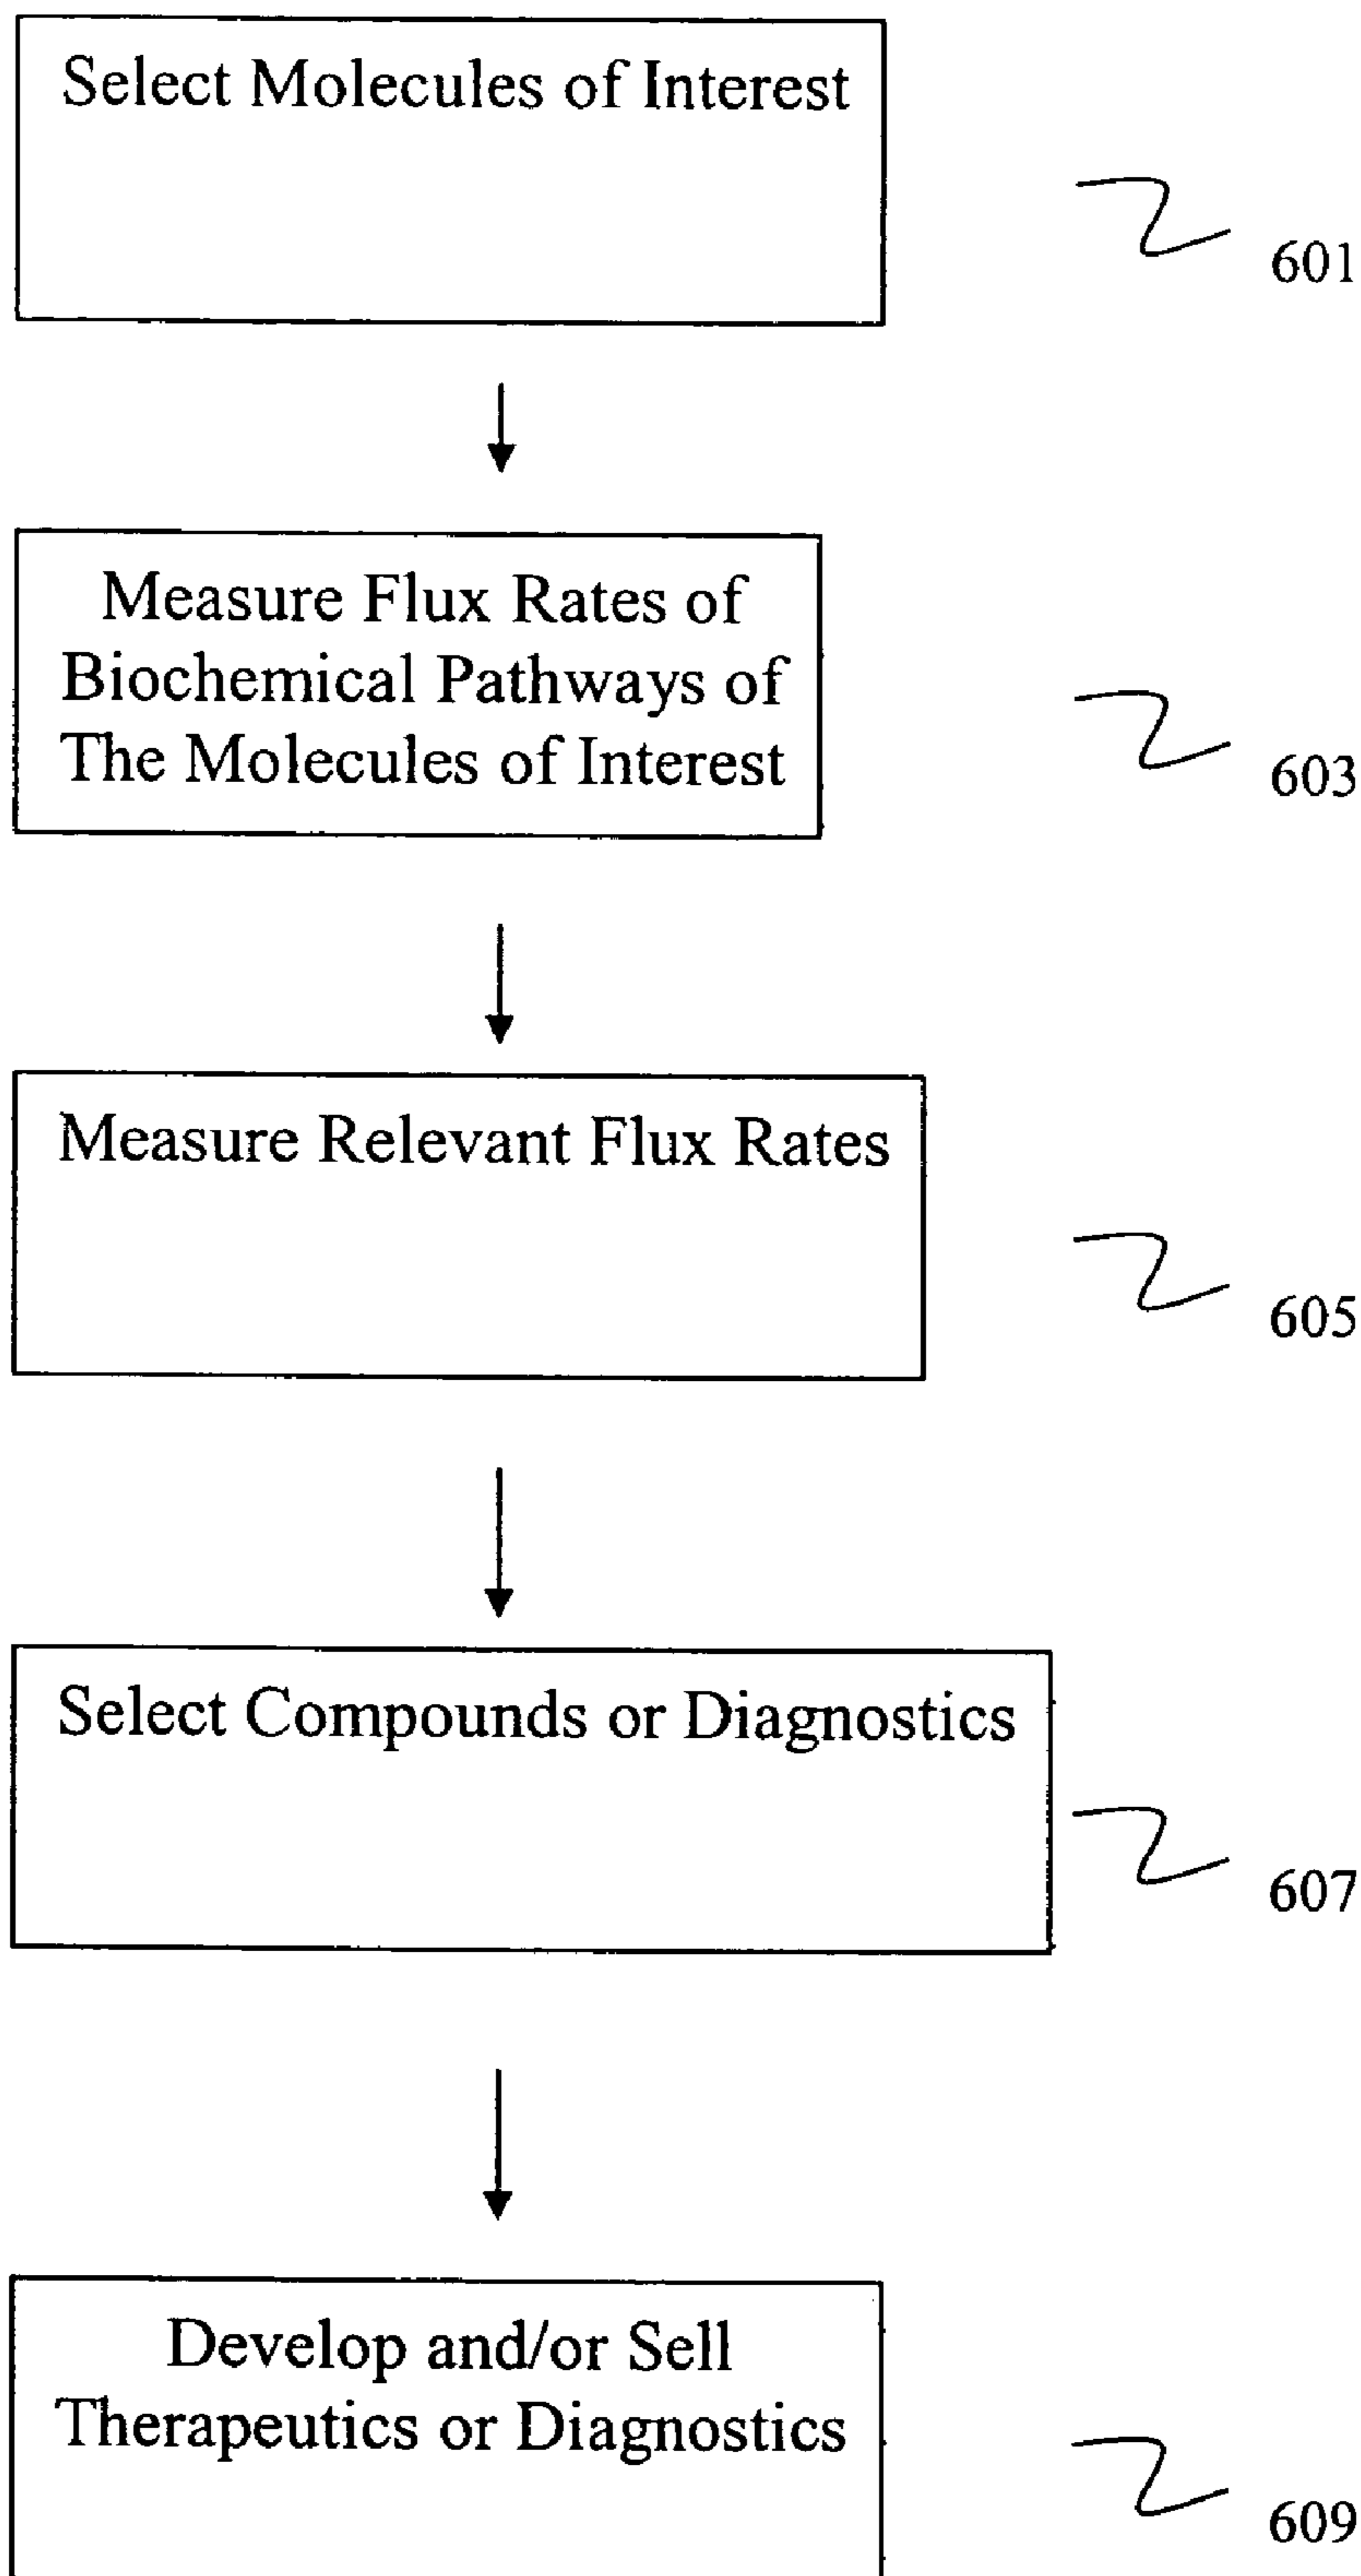 Select Molecules of Interest
601
Measure Flux Rates of
Biochemical Pathways of
The Molecules of Interest
603
Measure Relevant Flux Rates
605
Select Compounds or Diagnostics
607
Develop and/or Sell
Therapeutics or Diagnostics
609